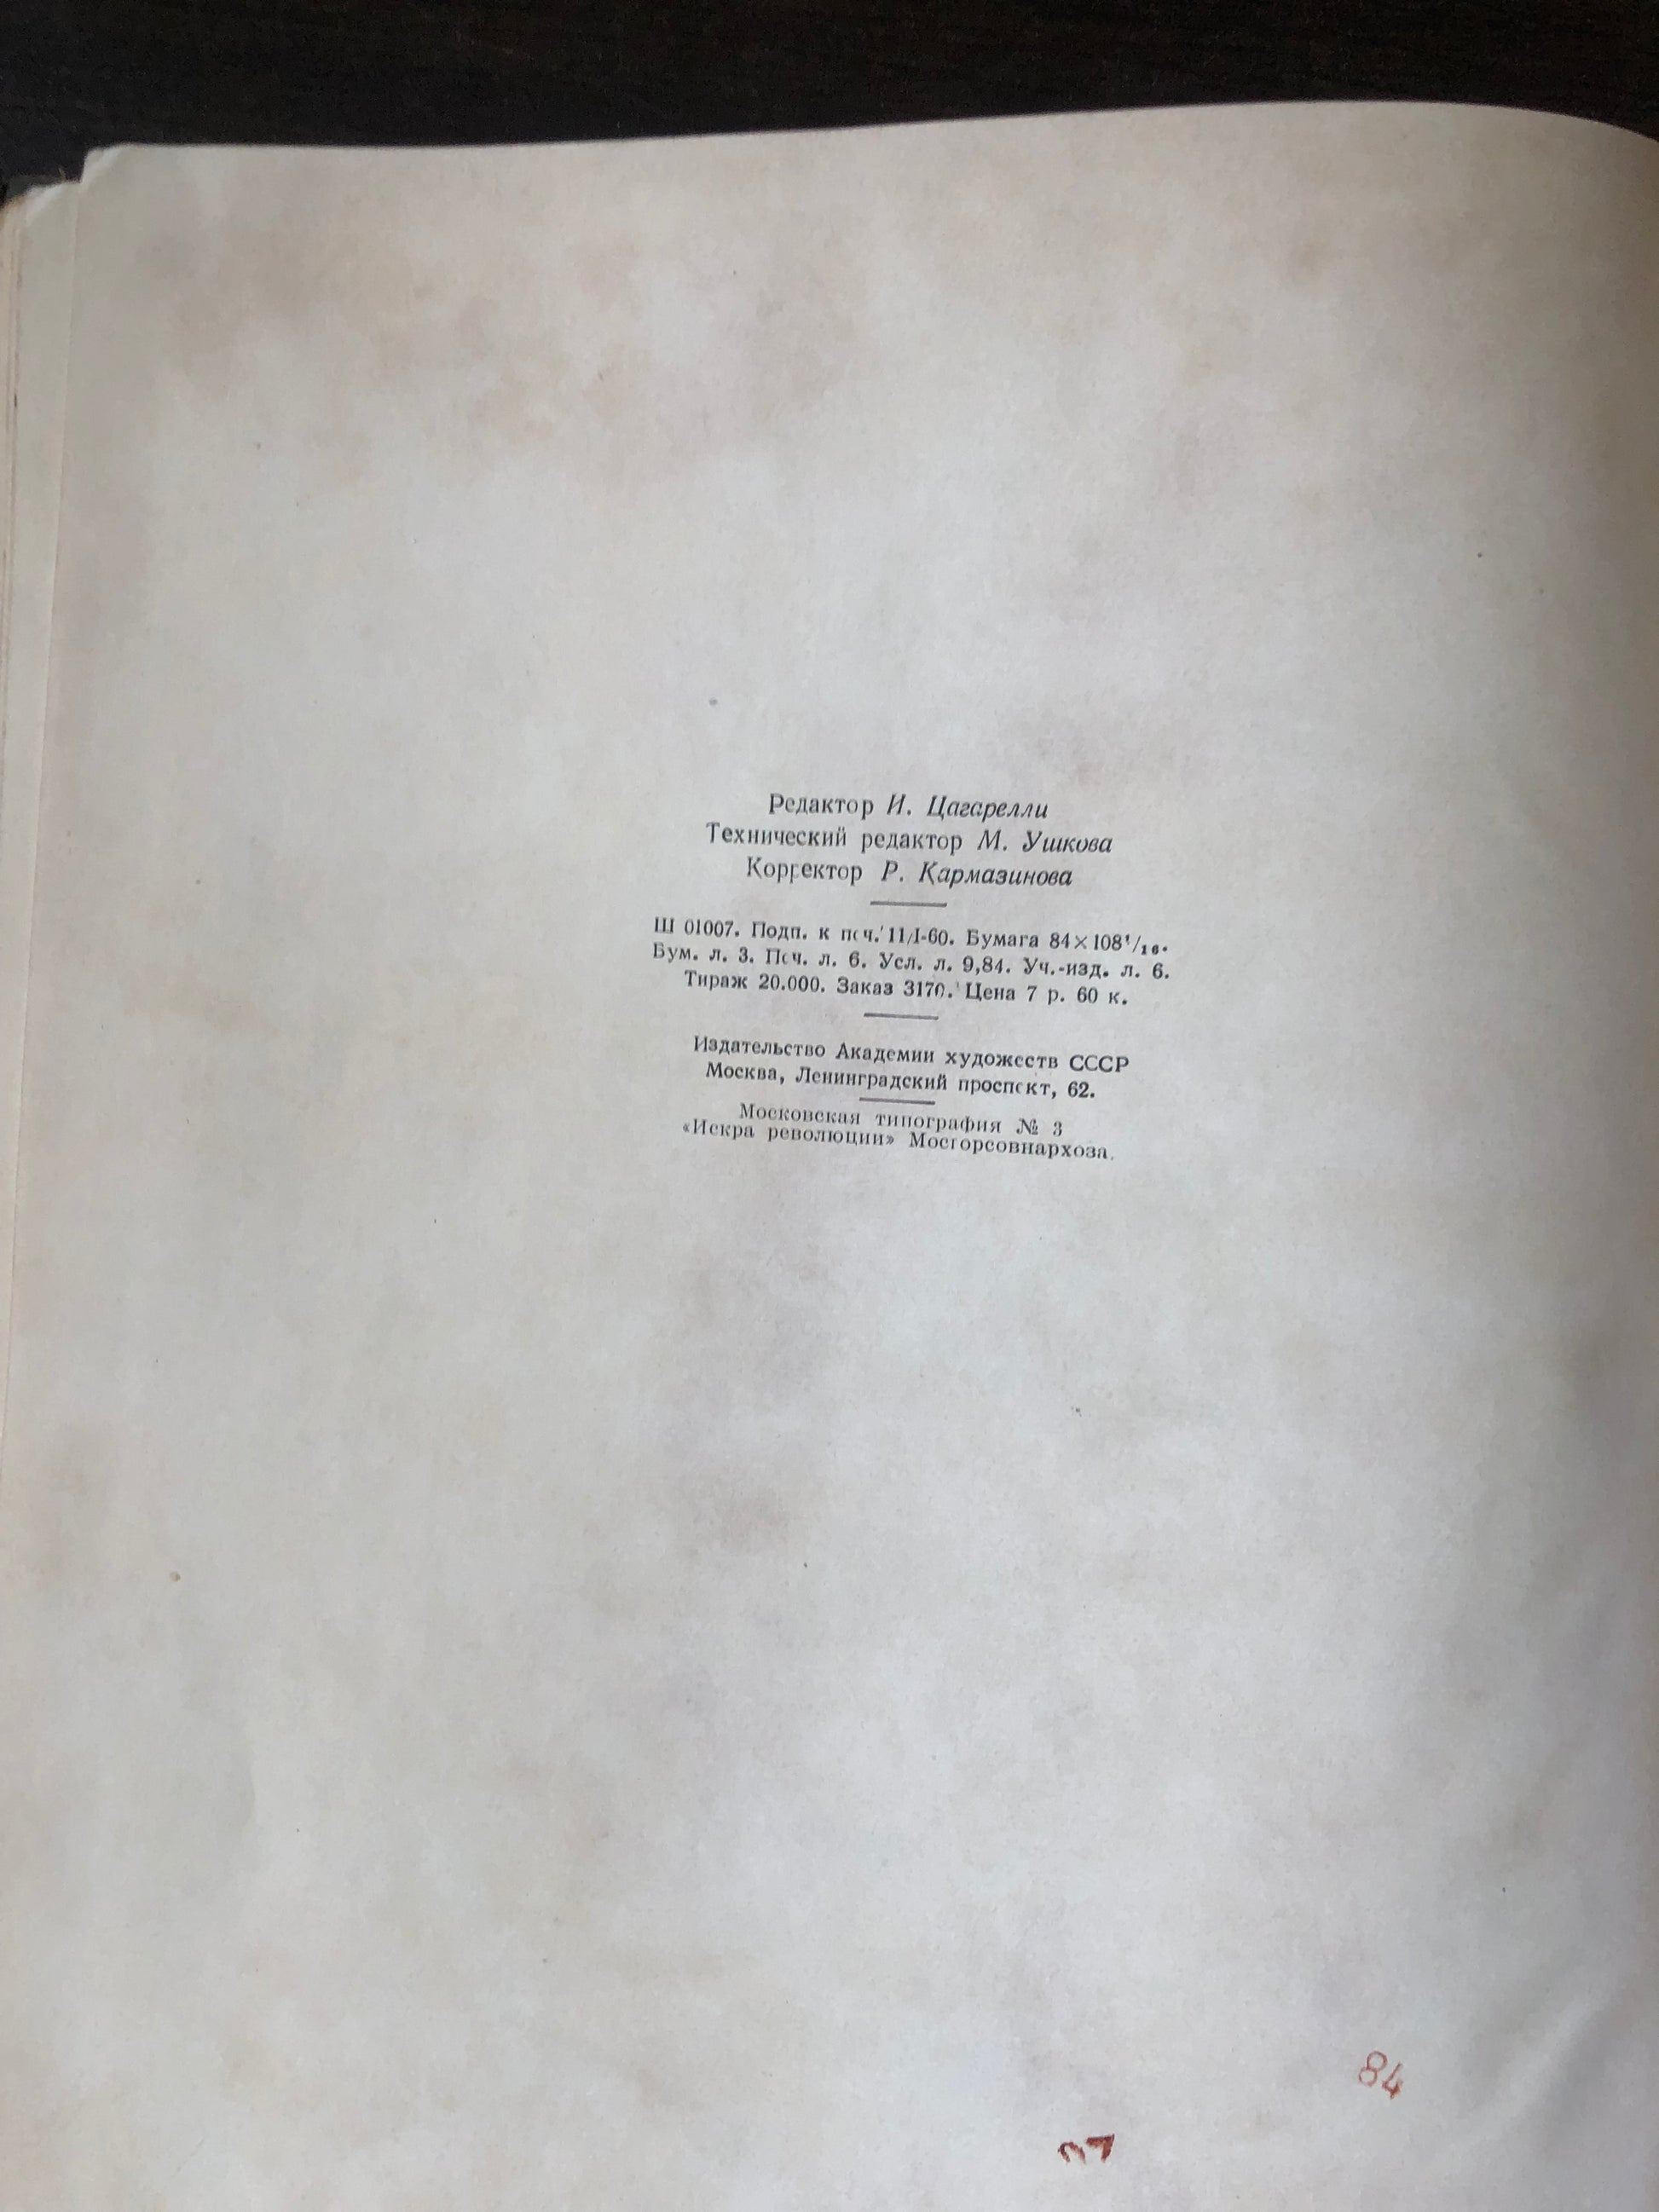 Редактор И. Цагарелли
Технический редактор М. Ушкова
Корректор Р. Кармазинова
Ш 01007. Подп. к печ. 11/I-60. Бумага 84×108¹/₁₆.
Бум. л. 3. Печ. л. 6. Усл. л. 9,84. Уч.-изд. л. 6.
Тираж 20.000. Заказ 3170. Цена 7 р. 60 к.
Издательство Академии художеств СССР
Москва, Ленинградский проспект, 62.
Московская типография № 3
«Искра революции» Мосгорсовнархоза.
84